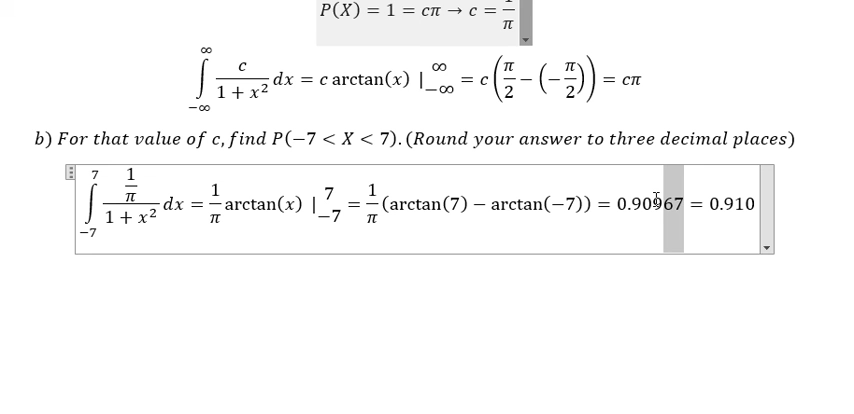 P(X) = 1 = cπ → c = 1/π
∫_{-∞}^{∞} c/(1 + x²) dx = c arctan(x) |_{-∞}^{∞} = c(π/2 − (−π/2)) = cπ
b) For that value of c, find P(−7 < X < 7). (Round your answer to three decimal places)
∫_{-7}^{7} (1/π)/(1 + x²) dx = 1/π arctan(x) |_{-7}^{7} = 1/π (arctan(7) − arctan(−7)) = 0.90967 = 0.910